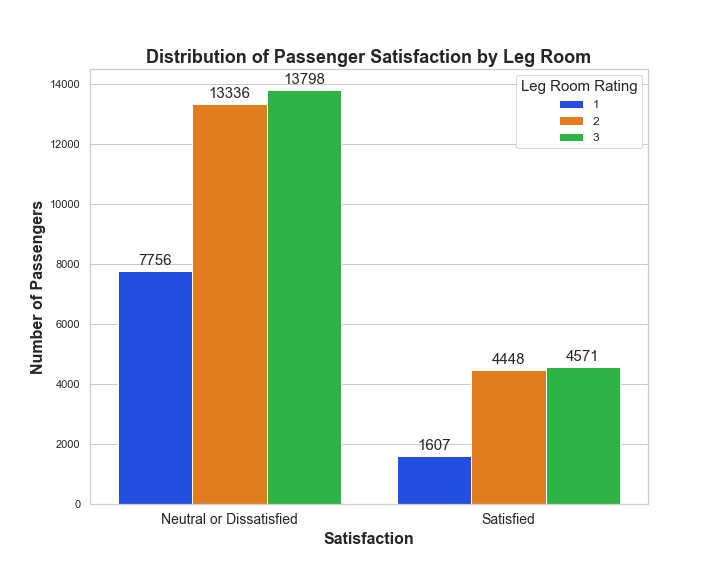 Distribution of Passenger Satisfaction by Leg Room
Number of Passengers
14000
12000
10000
8000
6000
4000
2000
0
7756
13336
13798
1607
4448
4571
Leg Room Rating
1
2
3
Neutral or Dissatisfied
Satisfied
Satisfaction